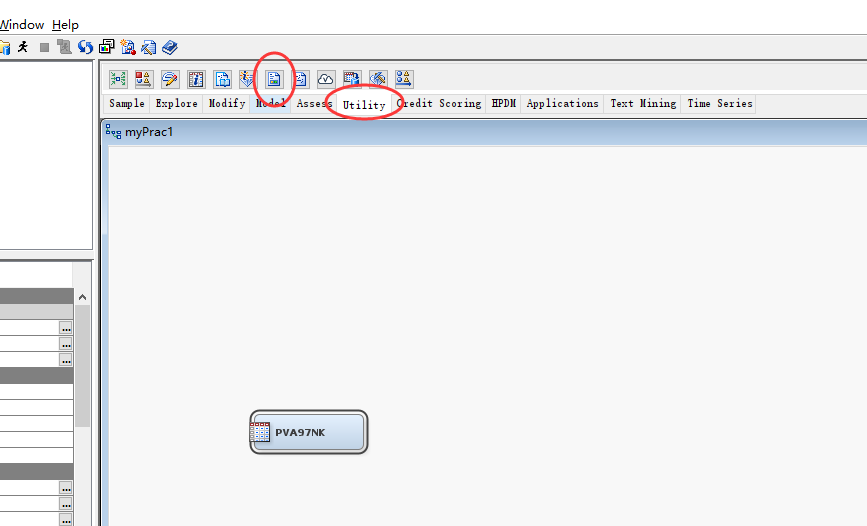 Window Help
Sample Explore Modify Model Assess Utility Credit Scoring HPDM Applications Text Mining Time Series
myPrac1
...
...
...
PVA97NK
...
...
...